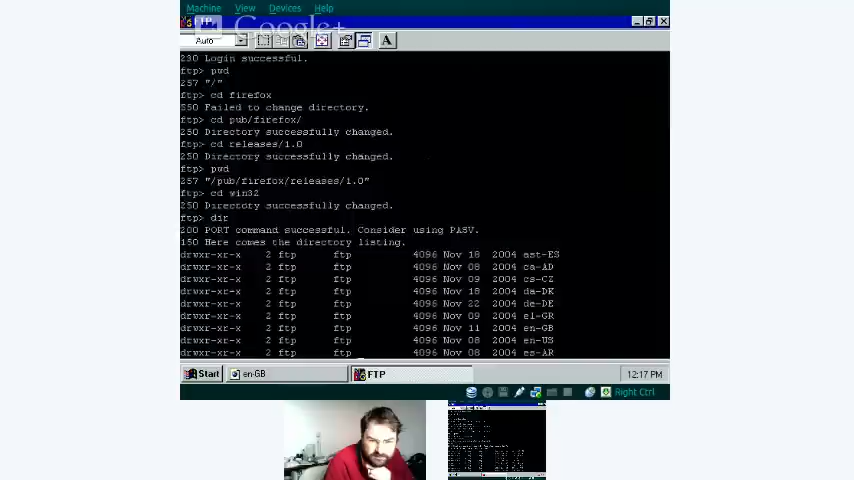 Machine View Devices Help
FTP
Google+
Auto
A
230 Login successful.
ftp> pwd
257 "/"
ftp> cd firefox
550 Failed to change directory.
ftp> cd pub/firefox/
250 Directory successfully changed.
ftp> cd releases/1.0
250 Directory successfully changed.
ftp> pwd
257 "/pub/firefox/releases/1.0"
ftp> cd win32
250 Directory successfully changed.
ftp> dir
200 PORT command successful. Consider using PASV.
150 Here comes the directory listing.
drwxr-xr-x 2 ftp ftp 4096 Nov 18 2004 ast-ES
drwxr-xr-x 2 ftp ftp 4096 Nov 08 2004 ca-AD
drwxr-xr-x 2 ftp ftp 4096 Nov 09 2004 cs-CZ
drwxr-xr-x 2 ftp ftp 4096 Nov 18 2004 da-DK
drwxr-xr-x 2 ftp ftp 4096 Nov 22 2004 de-DE
drwxr-xr-x 2 ftp ftp 4096 Nov 09 2004 el-GR
drwxr-xr-x 2 ftp ftp 4096 Nov 11 2004 en-GB
drwxr-xr-x 2 ftp ftp 4096 Nov 08 2004 en-US
drwxr-xr-x 2 ftp ftp 4096 Nov 08 2004 es-AR
Start en-GB FTP 12:17 PM
Right Ctrl